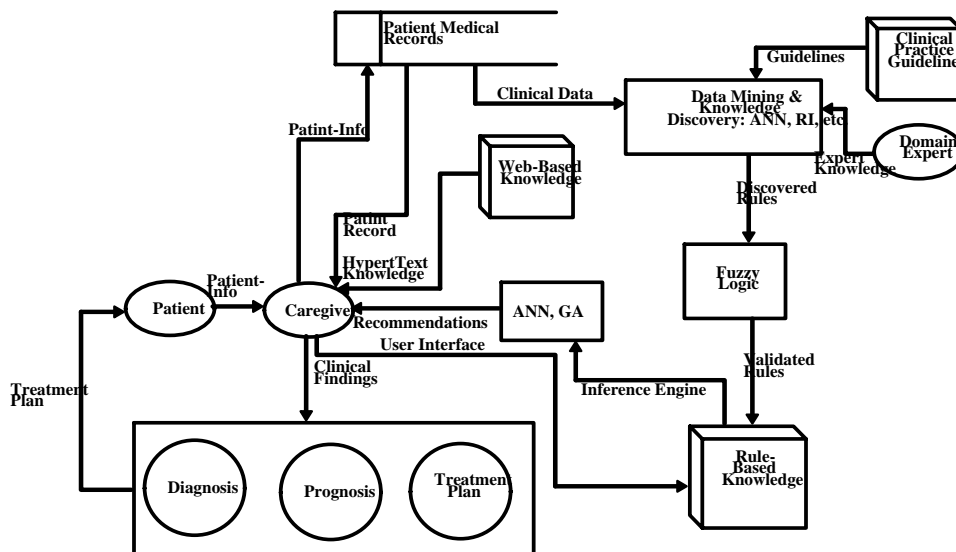 Patient Medical
Records
Clinical
Practice
Guideline
Guidelines
Clinical Data
Data Mining &
Knowledge
Discovery: ANN, RI, etc.
Patint-Info
Domain
Expert
Expert
Knowledge
Web-Based
Knowledge
Discovered
Rules
Patint
Record
HypertText
Knowledge
Fuzzy
Logic
Patient-
Info
Patient
Caregive
ANN, GA
Recommendations
User Interface
Clinical
Findings
Validated
Rules
Treatment
Plan
Inference Engine
Rule-
Based
Knowledge
Diagnosis
Prognosis
Treatment
Plan